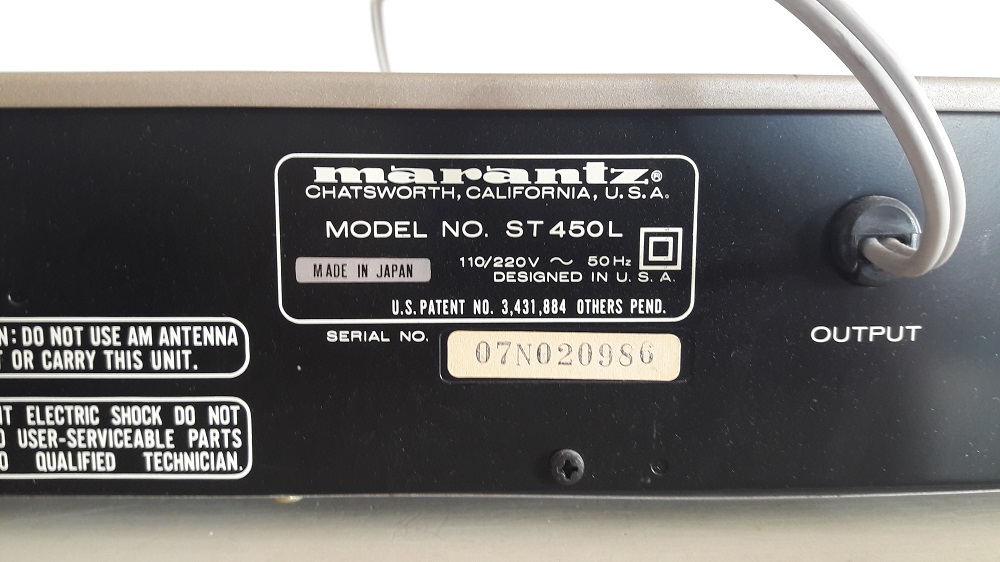 marantz®
CHATSWORTH, CALIFORNIA, U.S.A.
MODEL NO. ST450L
MADE IN JAPAN
110/220V ~ 50Hz
DESIGNED IN U.S.A.
U.S. PATENT NO. 3,431,884 OTHERS PEND.
SERIAL NO. 07N020986
OUTPUT
: DO NOT USE AM ANTENNA
OR CARRY THIS UNIT.
ELECTRIC SHOCK DO NOT
USER-SERVICEABLE PARTS
QUALIFIED TECHNICIAN.